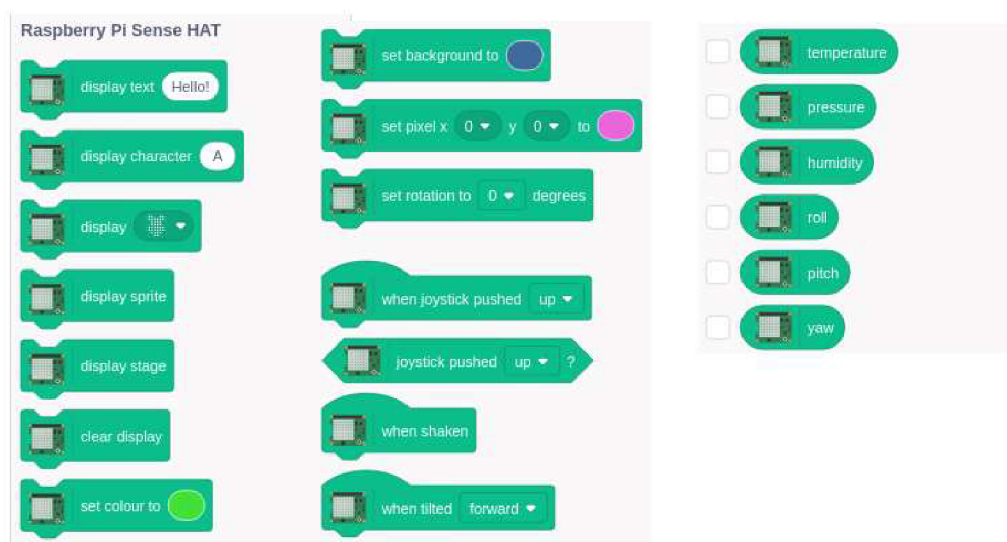 Raspberry Pi Sense HAT
display text Hello!
display character A
display
display sprite
display stage
clear display
set colour to
set background to
set pixel x 0 y 0 to
set rotation to 0 degrees
when joystick pushed up
joystick pushed up ?
when shaken
when tilted forward
temperature
pressure
humidity
roll
pitch
yaw